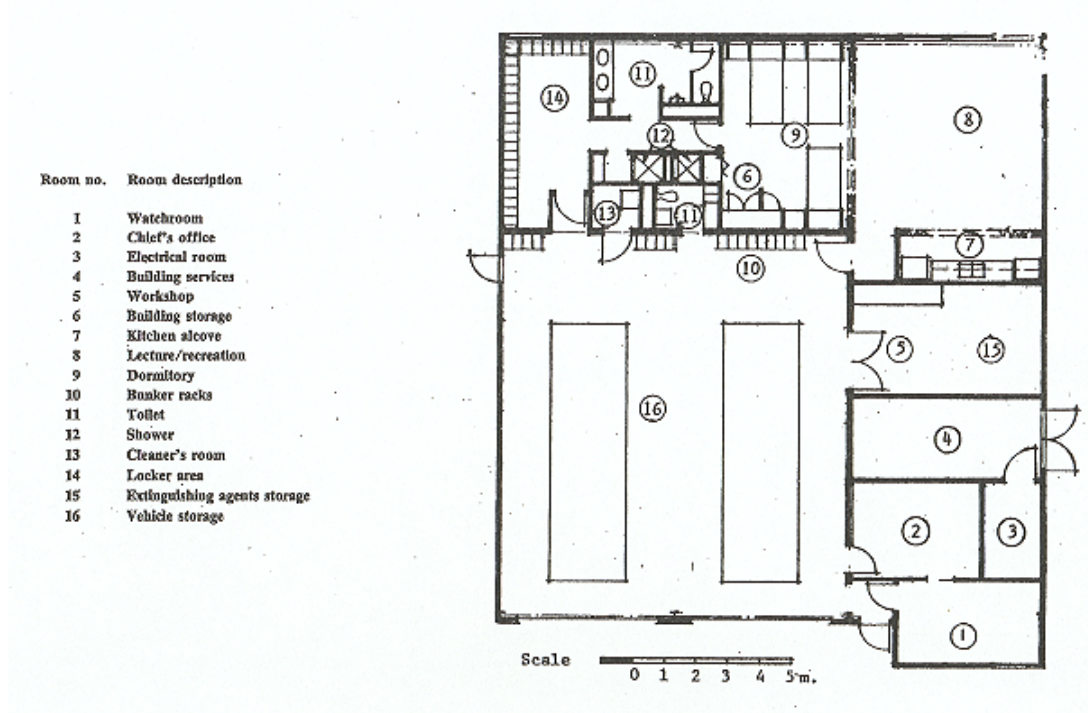 Room no. Room description
1 Watchroom
2 Chief's office
3 Electrical room
4 Building services
5 Workshop
6 Building storage
7 Kitchen alcove
8 Lecture/recreation
9 Dormitory
10 Bunker racks
11 Toilet
12 Shower
13 Cleaner's room
14 Locker area
15 Extinguishing agents storage
16 Vehicle storage
11
14
8
12
9
6
13
11
7
10
5
15
16
4
2
3
1
Scale
0 1 2 3 4 5 m.